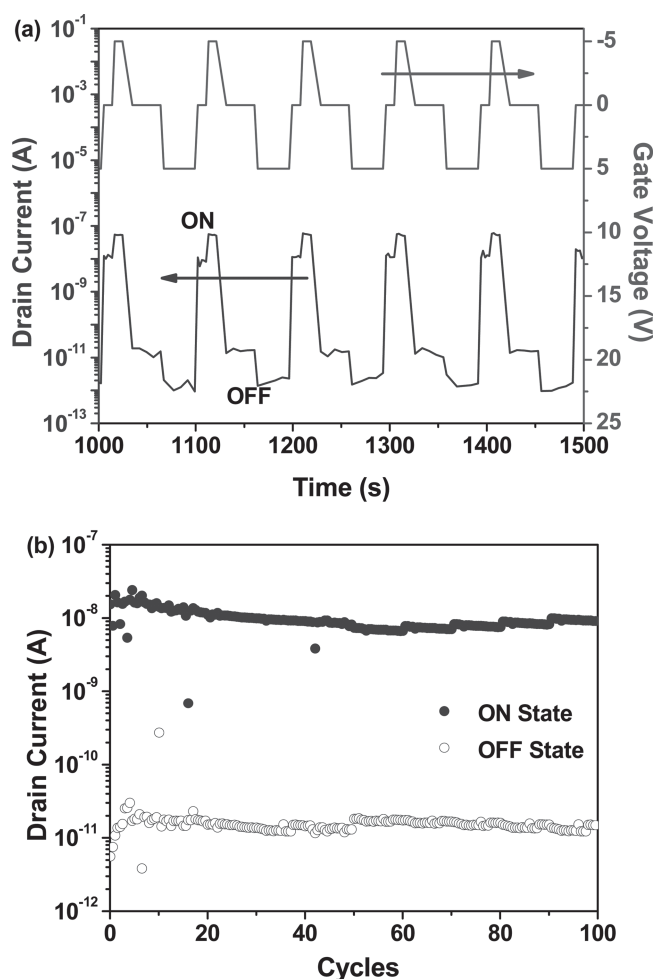 (a)
10⁻¹
10⁻³
10⁻⁵
10⁻⁷
10⁻⁹
10⁻¹¹
10⁻¹³
Drain Current (A)
ON
OFF
-5
0
5
10
15
20
25
Gate Voltage (V)
1000 1100 1200 1300 1400 1500
Time (s)
(b)
10⁻⁷
10⁻⁸
10⁻⁹
10⁻¹⁰
10⁻¹¹
10⁻¹²
Drain Current (A)
ON State
OFF State
0 20 40 60 80 100
Cycles